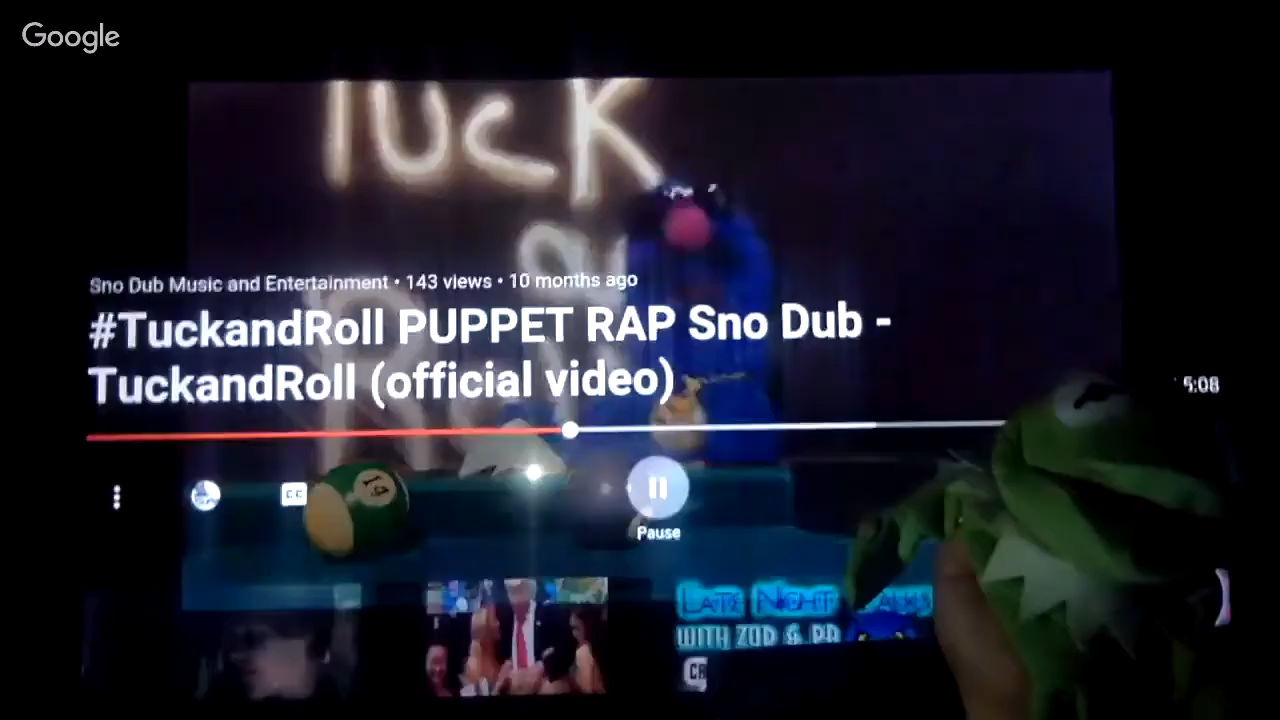 Google
Tuck
&
Sno Dub Music and Entertainment • 143 views • 10 months ago
#TuckandRoll PUPPET RAP Sno Dub -
TuckandRoll (official video)
5:08
CC
14
Pause
LATE NIGHT
WITH ZOD &